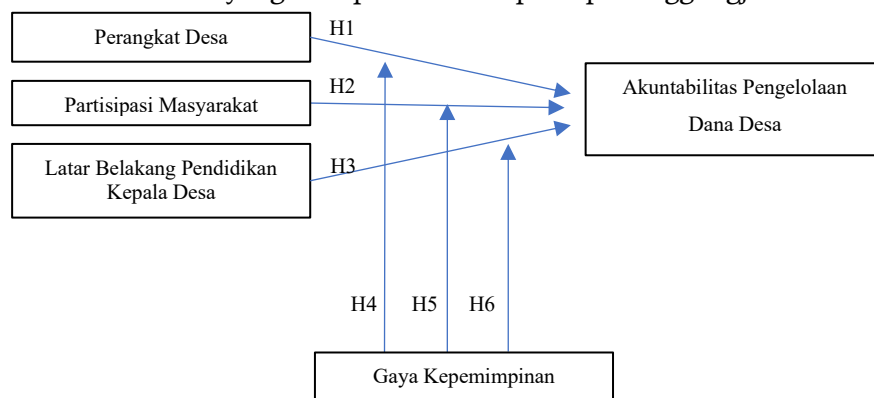 Perangkat Desa
H1
Partisipasi Masyarakat
H2
Latar Belakang Pendidikan
Kepala Desa
H3
Akuntabilitas Pengelolaan
Dana Desa
H4 H5 H6
Gaya Kepemimpinan